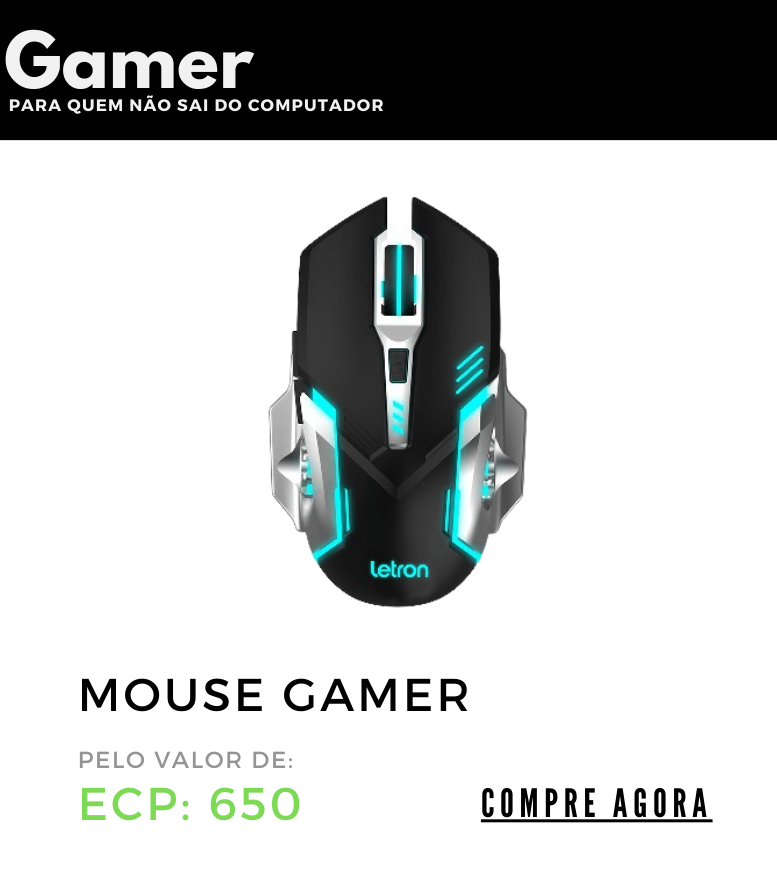 Gamer
PARA QUEM NÃO SAI DO COMPUTADOR
letron
MOUSE GAMER
PELO VALOR DE:
ECP: 650
COMPRE AGORA